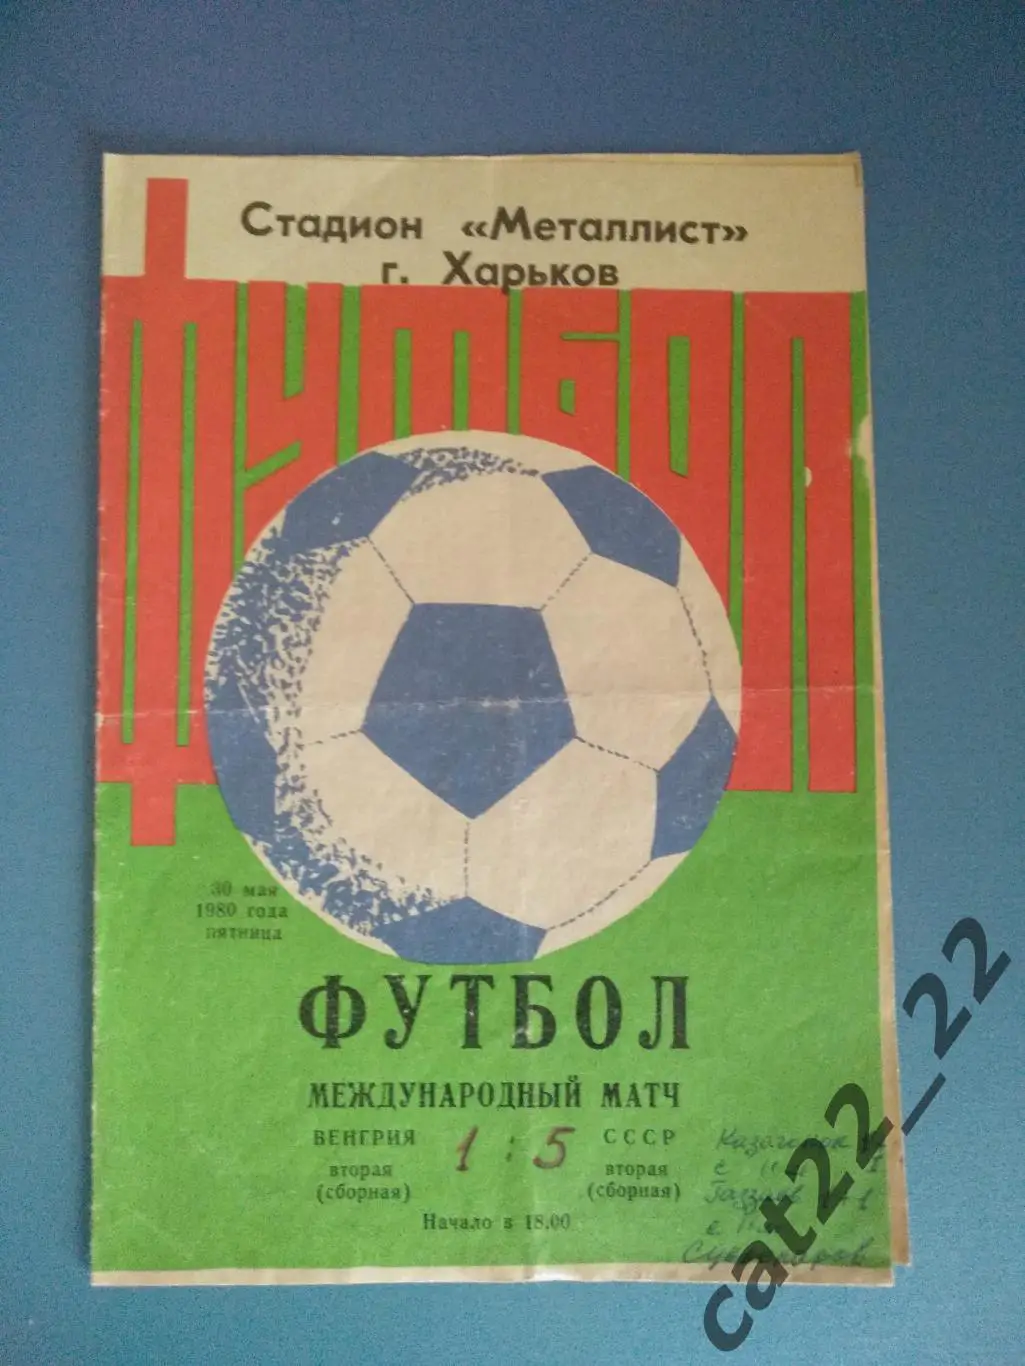 Стадион «Металлист»
г. Харьков
ФУТБОЛ
30 мая
1980 года
пятница
ФУТБОЛ
МЕЖДУНАРОДНЫЙ МАТЧ
ВЕНГРИЯ 1:5 СССР
вторая вторая
(сборная) (сборная)
Начало в 18.00
с
Газзаев
с
cat22_22